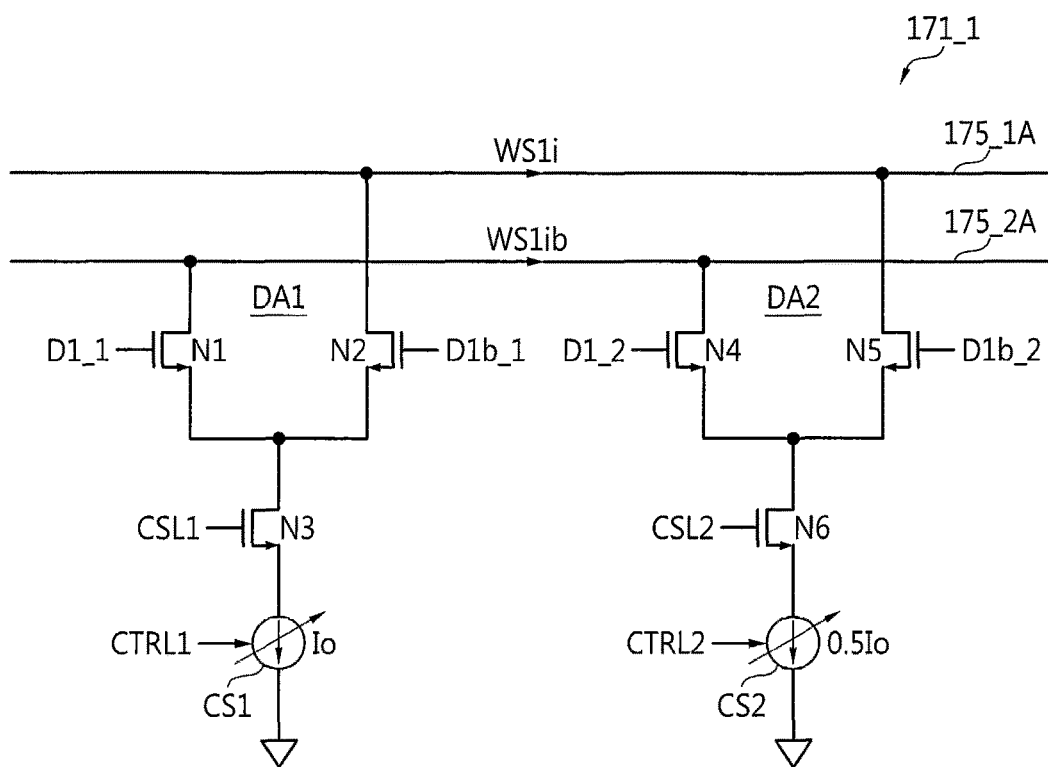 171_1
WS1i
175_1A
WS1ib
175_2A
DA1
DA2
D1_1
N1
N2
D1b_1
D1_2
N4
N5
D1b_2
CSL1
N3
CSL2
N6
CTRL1
Io
CTRL2
0.5Io
CS1
CS2